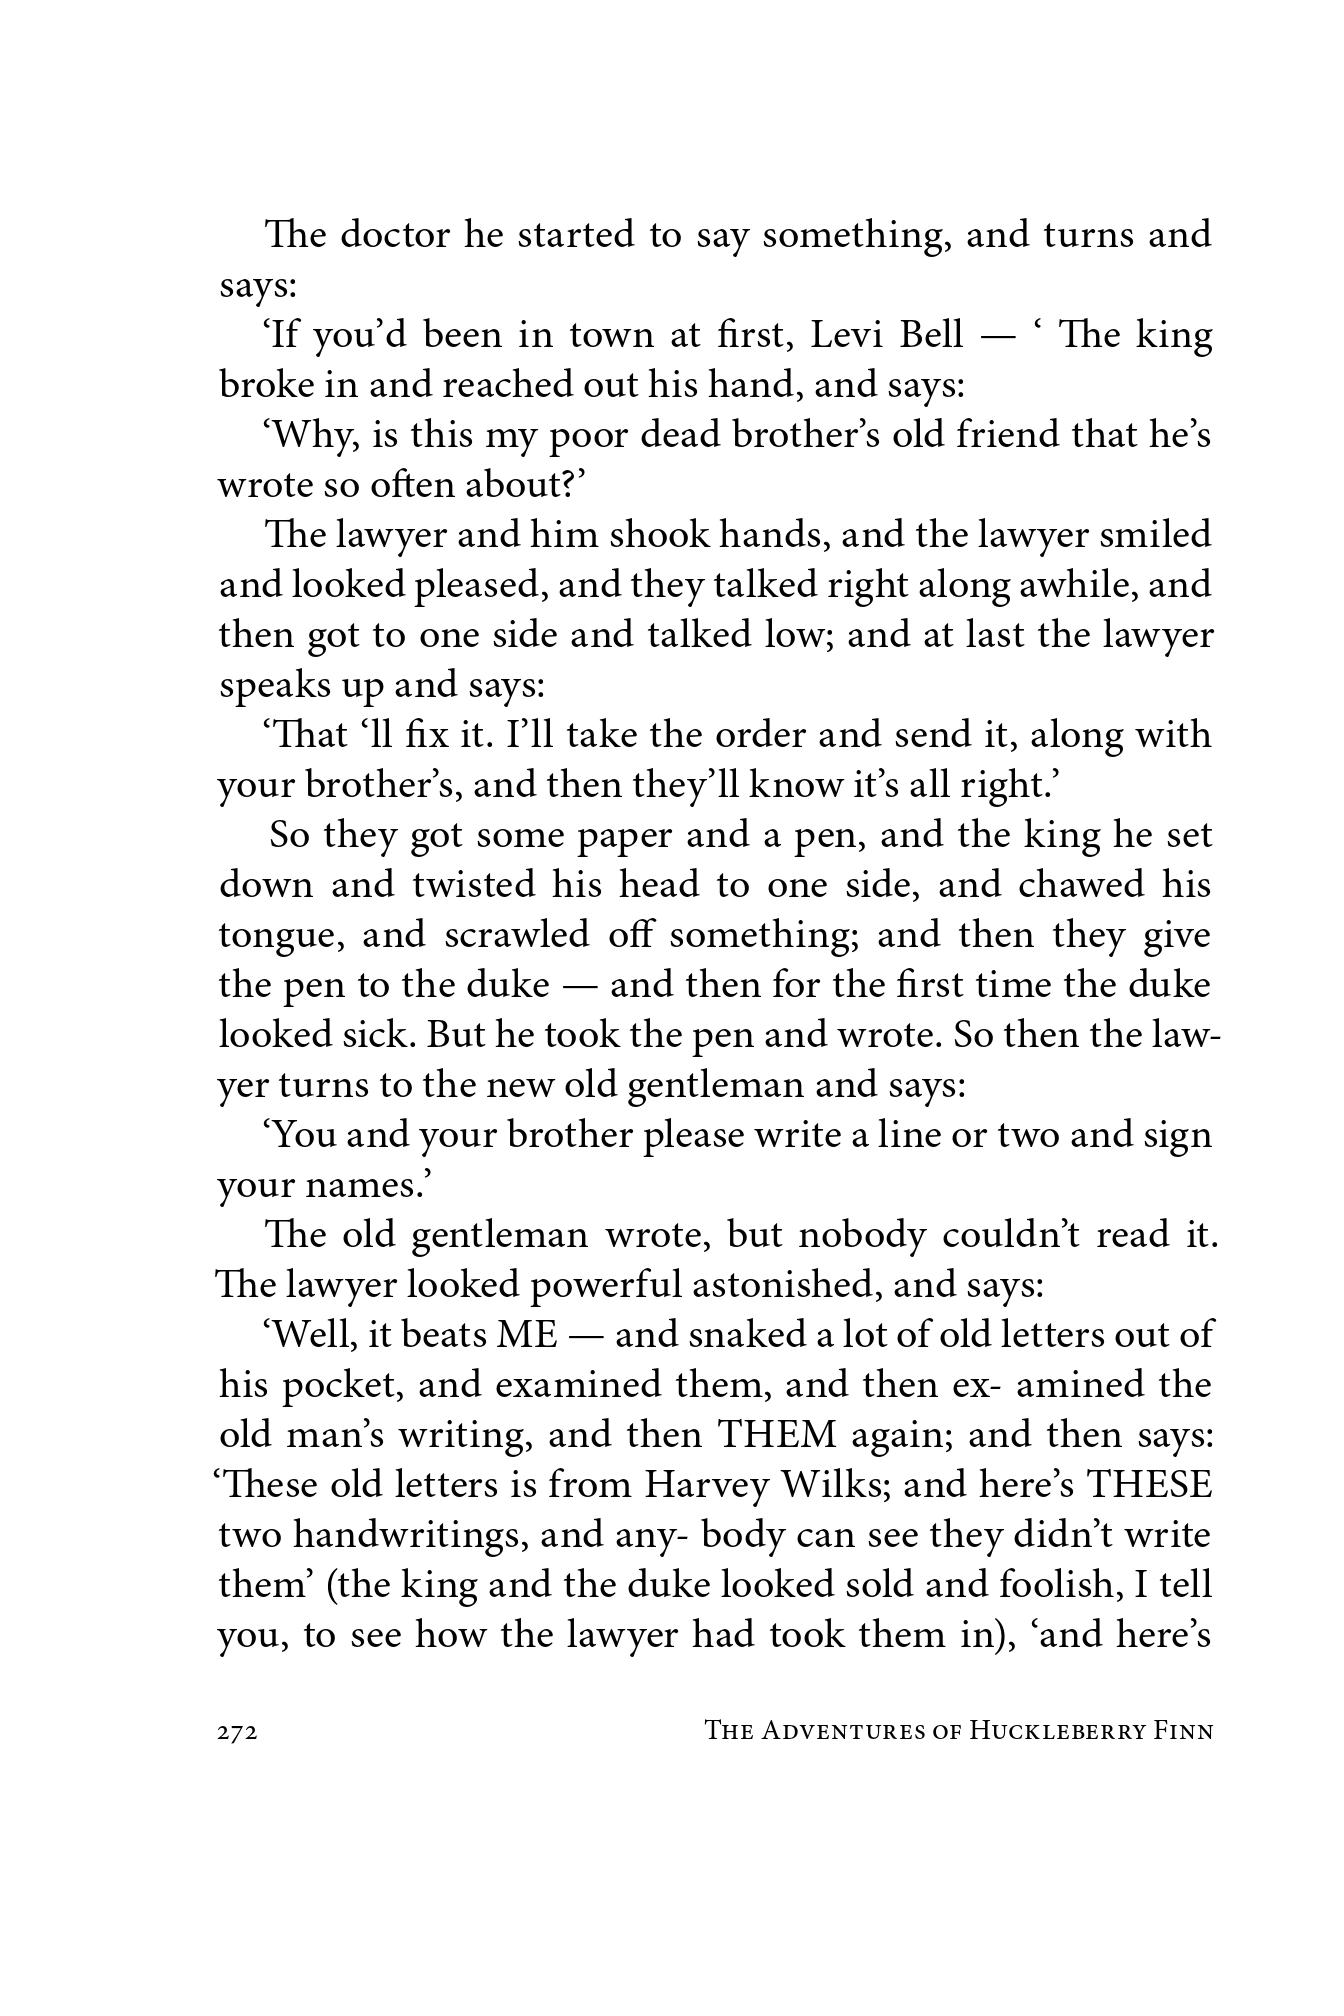 The doctor he started to say something, and turns and
says:
‘If you’d been in town at first, Levi Bell — ‘ The king
broke in and reached out his hand, and says:
‘Why, is this my poor dead brother’s old friend that he’s
wrote so often about?’
The lawyer and him shook hands, and the lawyer smiled
and looked pleased, and they talked right along awhile, and
then got to one side and talked low; and at last the lawyer
speaks up and says:
‘That ‘ll fix it. I’ll take the order and send it, along with
your brother’s, and then they’ll know it’s all right.’
So they got some paper and a pen, and the king he set
down and twisted his head to one side, and chawed his
tongue, and scrawled off something; and then they give
the pen to the duke — and then for the first time the duke
looked sick. But he took the pen and wrote. So then the law-
yer turns to the new old gentleman and says:
‘You and your brother please write a line or two and sign
your names.’
The old gentleman wrote, but nobody couldn’t read it.
The lawyer looked powerful astonished, and says:
‘Well, it beats ME — and snaked a lot of old letters out of
his pocket, and examined them, and then ex- amined the
old man’s writing, and then THEM again; and then says:
‘These old letters is from Harvey Wilks; and here’s THESE
two handwritings, and any- body can see they didn’t write
them’ (the king and the duke looked sold and foolish, I tell
you, to see how the lawyer had took them in), ‘and here’s
272 The Adventures of Huckleberry Finn